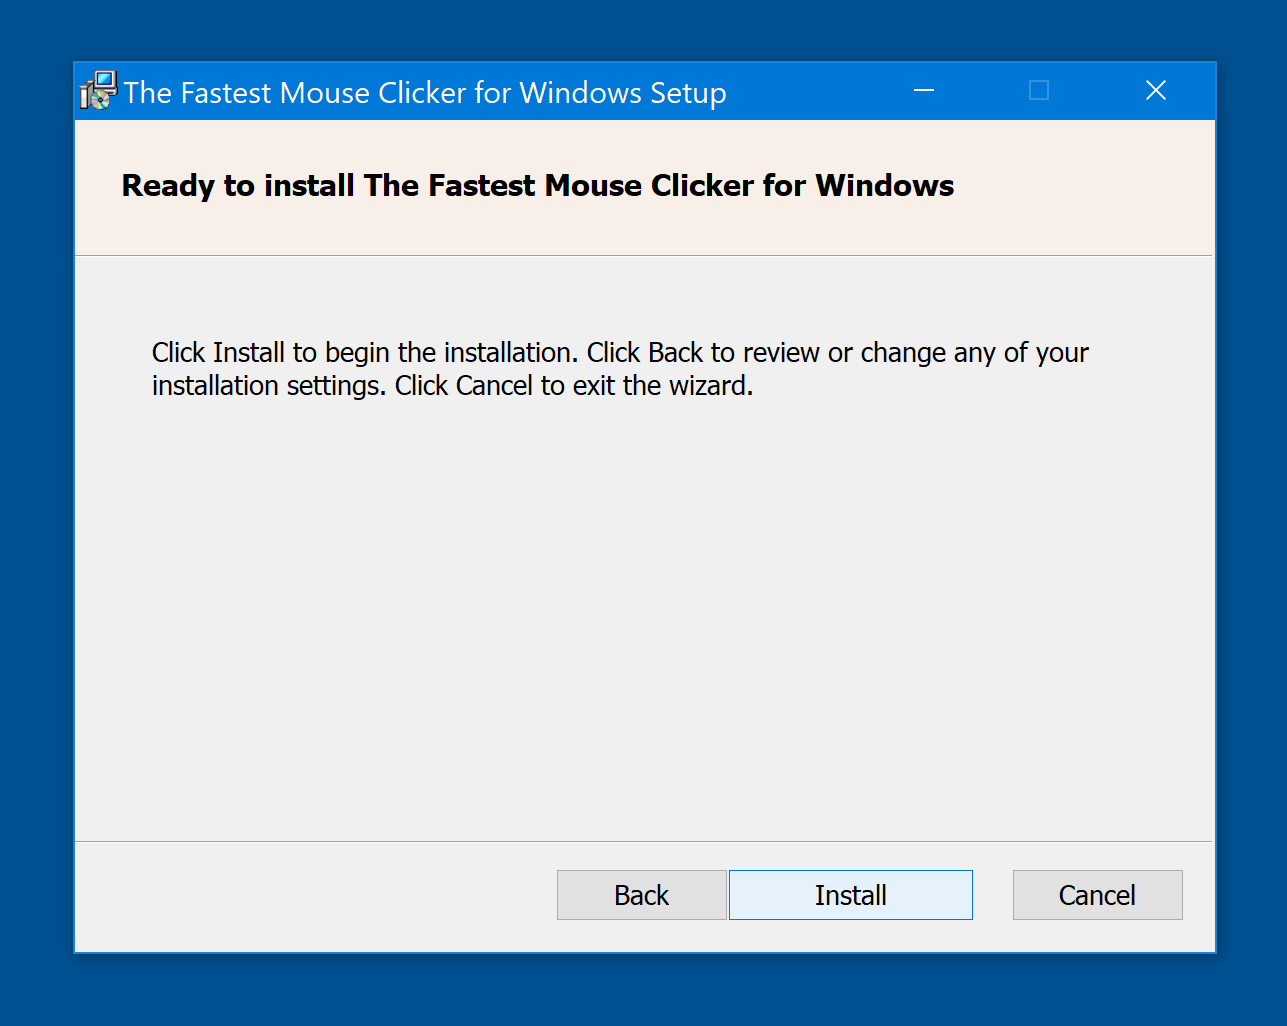 The Fastest Mouse Clicker for Windows Setup
Ready to install The Fastest Mouse Clicker for Windows
Click Install to begin the installation. Click Back to review or change any of your
installation settings. Click Cancel to exit the wizard.
Back
Install
Cancel